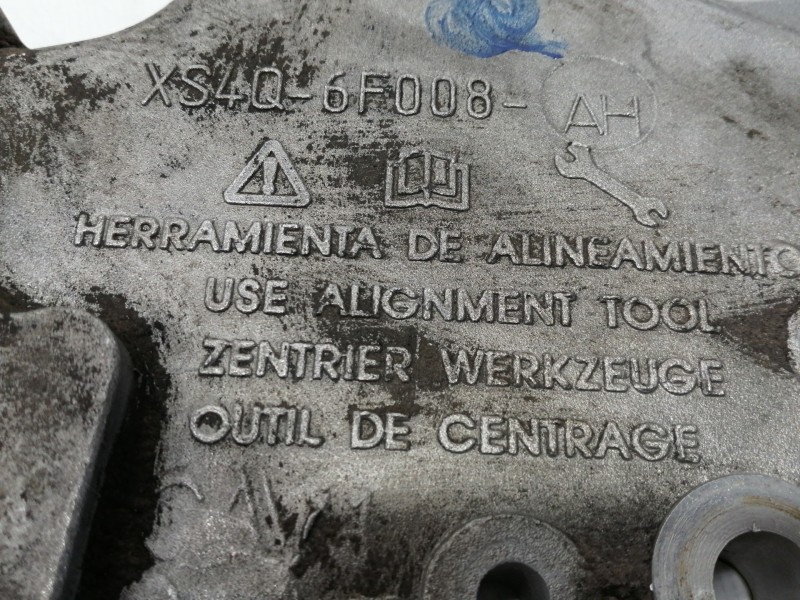 XS4Q-6F008-AH
HERRAMIENTA DE ALINEAMIENTO
USE ALIGNMENT TOOL
ZENTRIER WERKZEUGE
OUTIL DE CENTRAGE